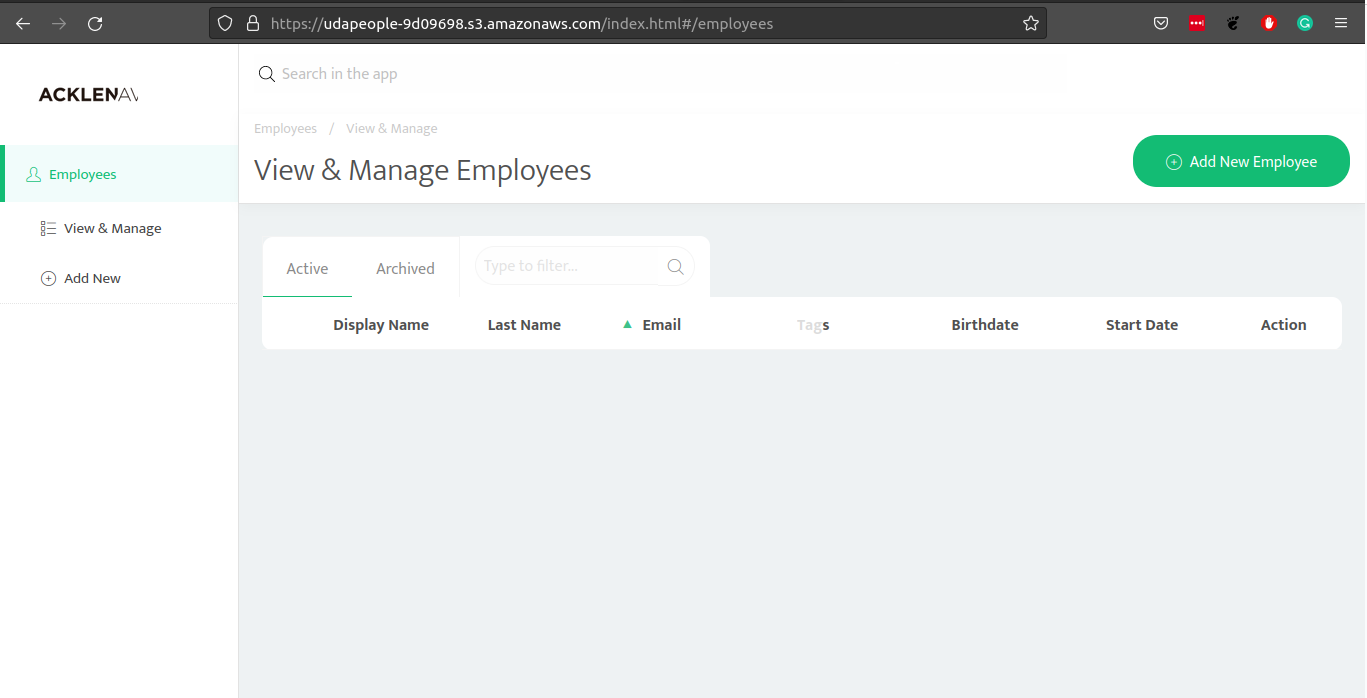 https://udapeople-9d09698.s3.amazonaws.com/index.html#/employees
ACKLENAV
Search in the app
Employees / View & Manage
View & Manage Employees
Add New Employee
Employees
View & Manage
Add New
Active Archived Type to filter...
Display Name Last Name Email Tags Birthdate Start Date Action